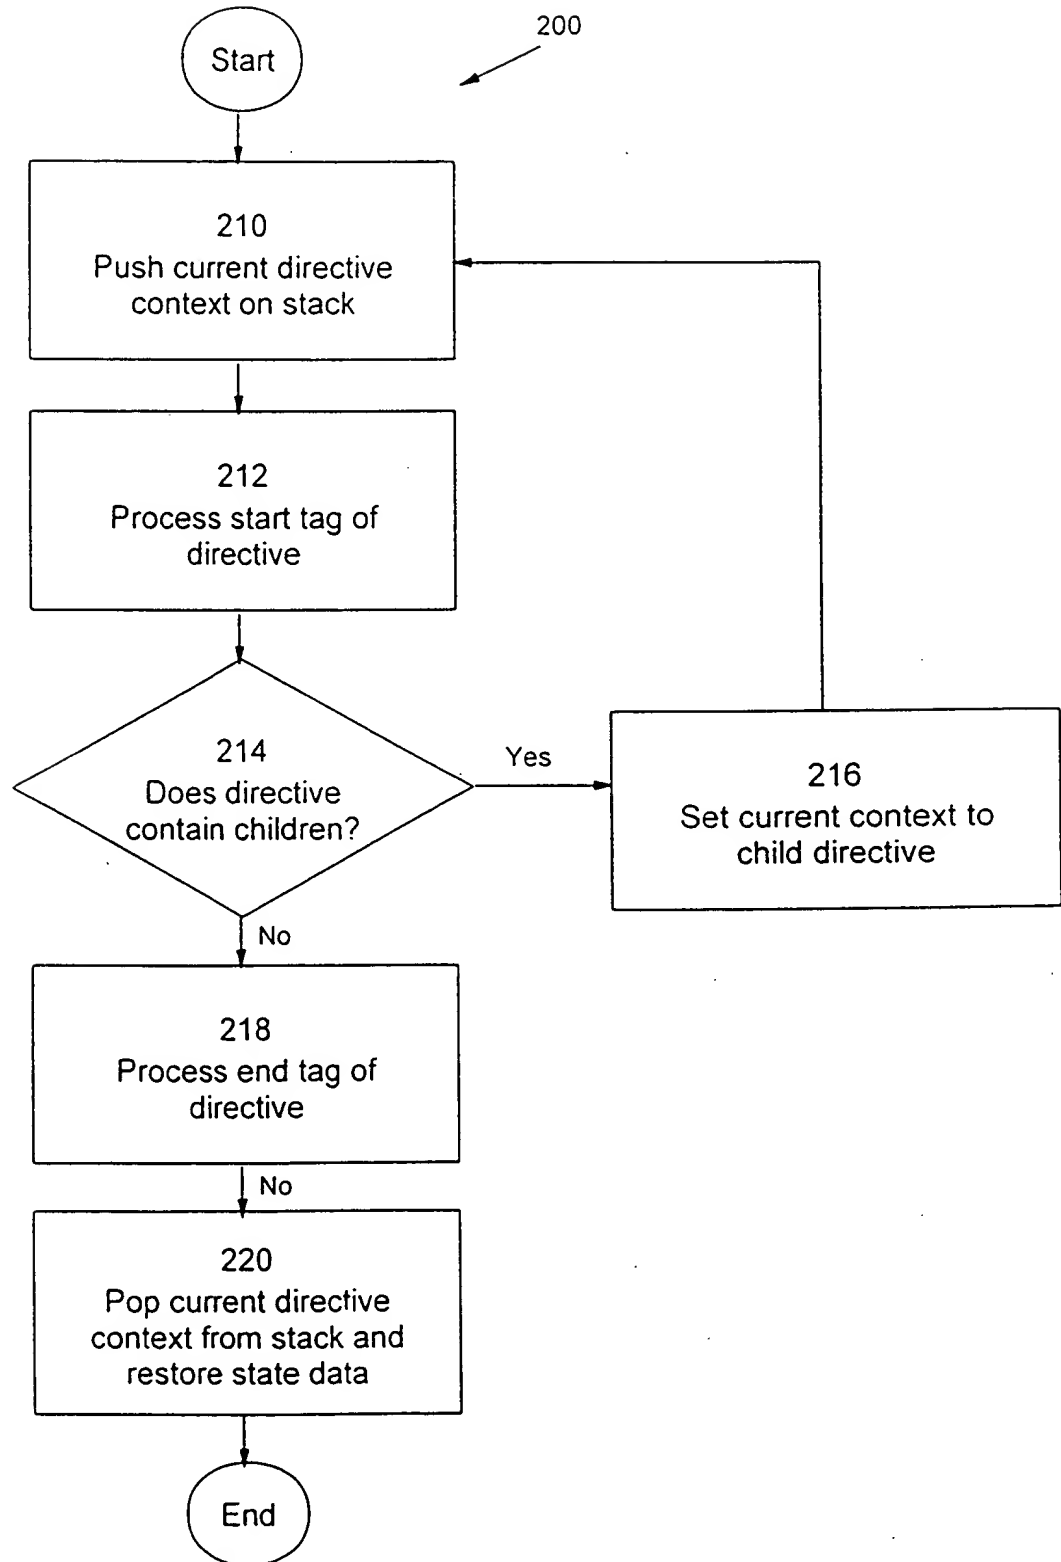 200
Start
210
Push current directive
context on stack
212
Process start tag of
directive
214
Does directive
contain children?
Yes
216
Set current context to
child directive
No
218
Process end tag of
directive
No
220
Pop current directive
context from stack and
restore state data
End